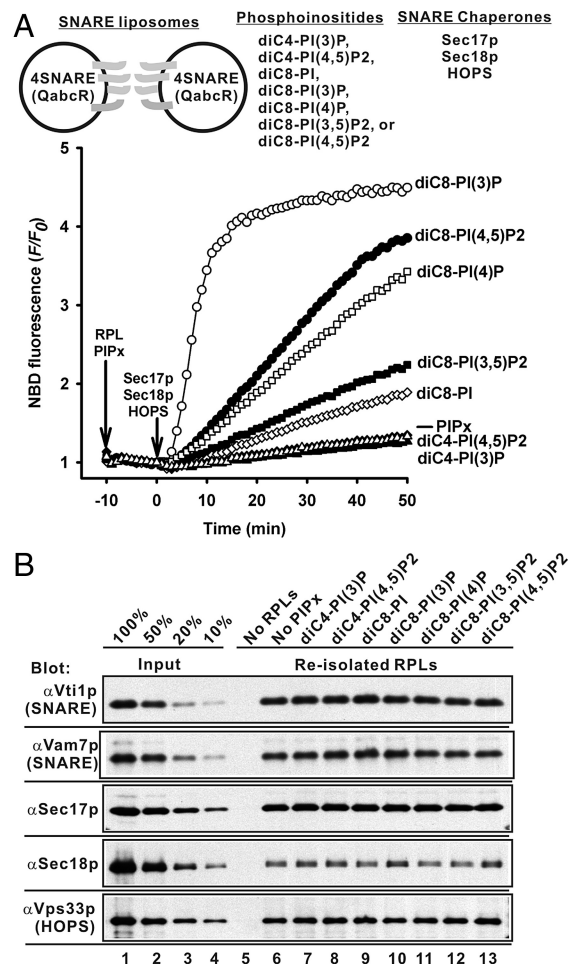 A
SNARE liposomes
4SNARE
(QabcR)
4SNARE
(QabcR)
Phosphoinositides
diC4-PI(3)P,
diC4-PI(4,5)P2,
diC8-PI,
diC8-PI(3)P,
diC8-PI(4)P,
diC8-PI(3,5)P2, or
diC8-PI(4,5)P2
SNARE Chaperones
Sec17p
Sec18p
HOPS
NBD fluorescence (F/F0)
5
4
3
2
1
RPL
PIPx
Sec17p
Sec18p
HOPS
diC8-PI(3)P
diC8-PI(4,5)P2
diC8-PI(4)P
diC8-PI(3,5)P2
diC8-PI
— PIPx
diC4-PI(4,5)P2
diC4-PI(3)P
-10 0 10 20 30 40 50
Time (min)
B
100% 50% 20% 10% No RPLs No PIPx diC4-PI(3)P diC4-PI(4,5)P2 diC8-PI diC8-PI(3)P diC8-PI(4)P diC8-PI(3,5)P2 diC8-PI(4,5)P2
Blot: Input Re-isolated RPLs
αVti1p
(SNARE)
αVam7p
(SNARE)
αSec17p
αSec18p
αVps33p
(HOPS)
1 2 3 4 5 6 7 8 9 10 11 12 13